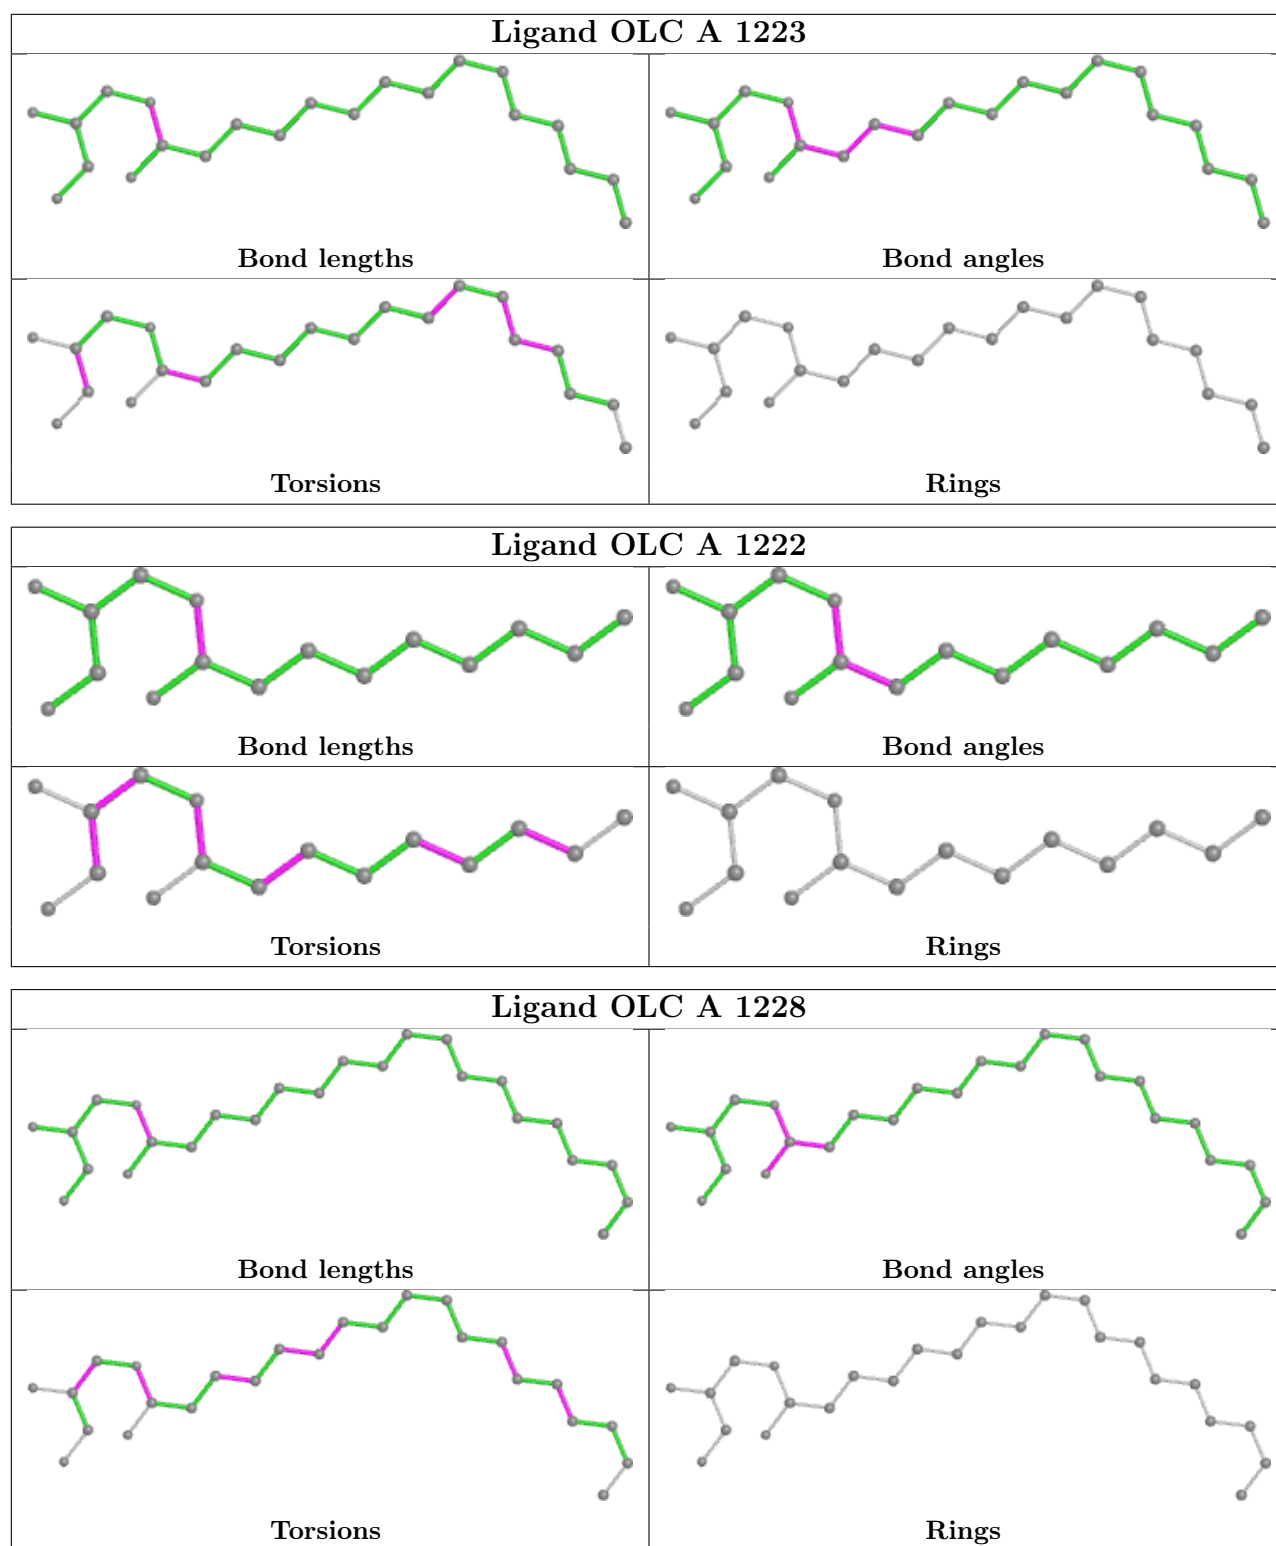 Ligand OLC A 1223
Bond lengths
Bond angles
Torsions
Rings
Ligand OLC A 1222
Bond lengths
Bond angles
Torsions
Rings
Ligand OLC A 1228
Bond lengths
Bond angles
Torsions
Rings